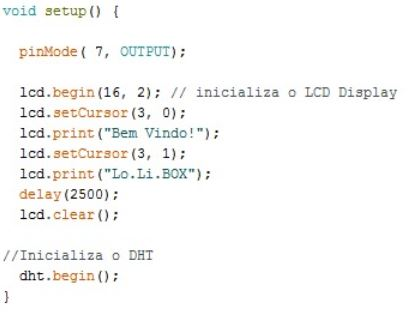 void setup() {
pinMode( 7, OUTPUT);
lcd.begin(16, 2); // inicializa o LCD Display
lcd.setCursor(3, 0);
lcd.print("Bem Vindo!");
lcd.setCursor(3, 1);
lcd.print("Lo.Li.BOX");
delay(2500);
lcd.clear();
//Inicializa o DHT
dht.begin();
}